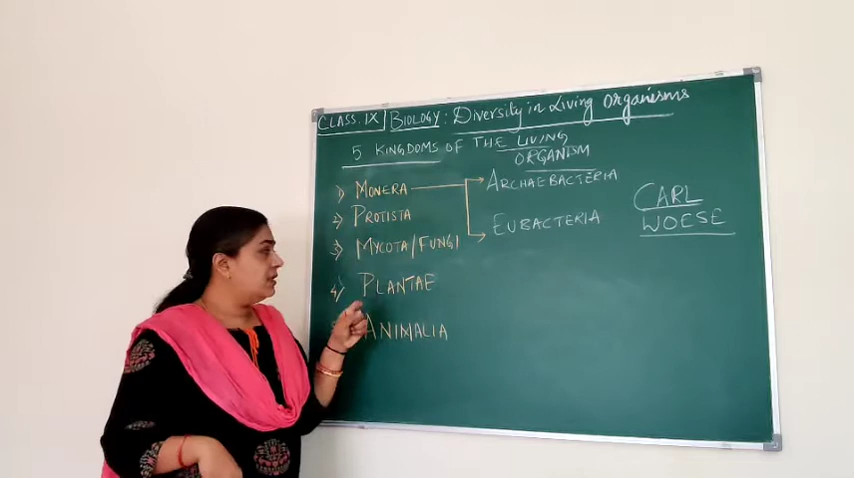 CLASS. IX BIOLOGY: Diversity in Living Organisms
5 KINGDOMS OF THE LIVING
ORGANISM
1) MONERA
ARCHAEBACTERIA
EUBACTERIA
2) PROTISTA
3) MYCOTA/FUNGI
4) PLANTAE
ANIMALIA
CARL
WOESE